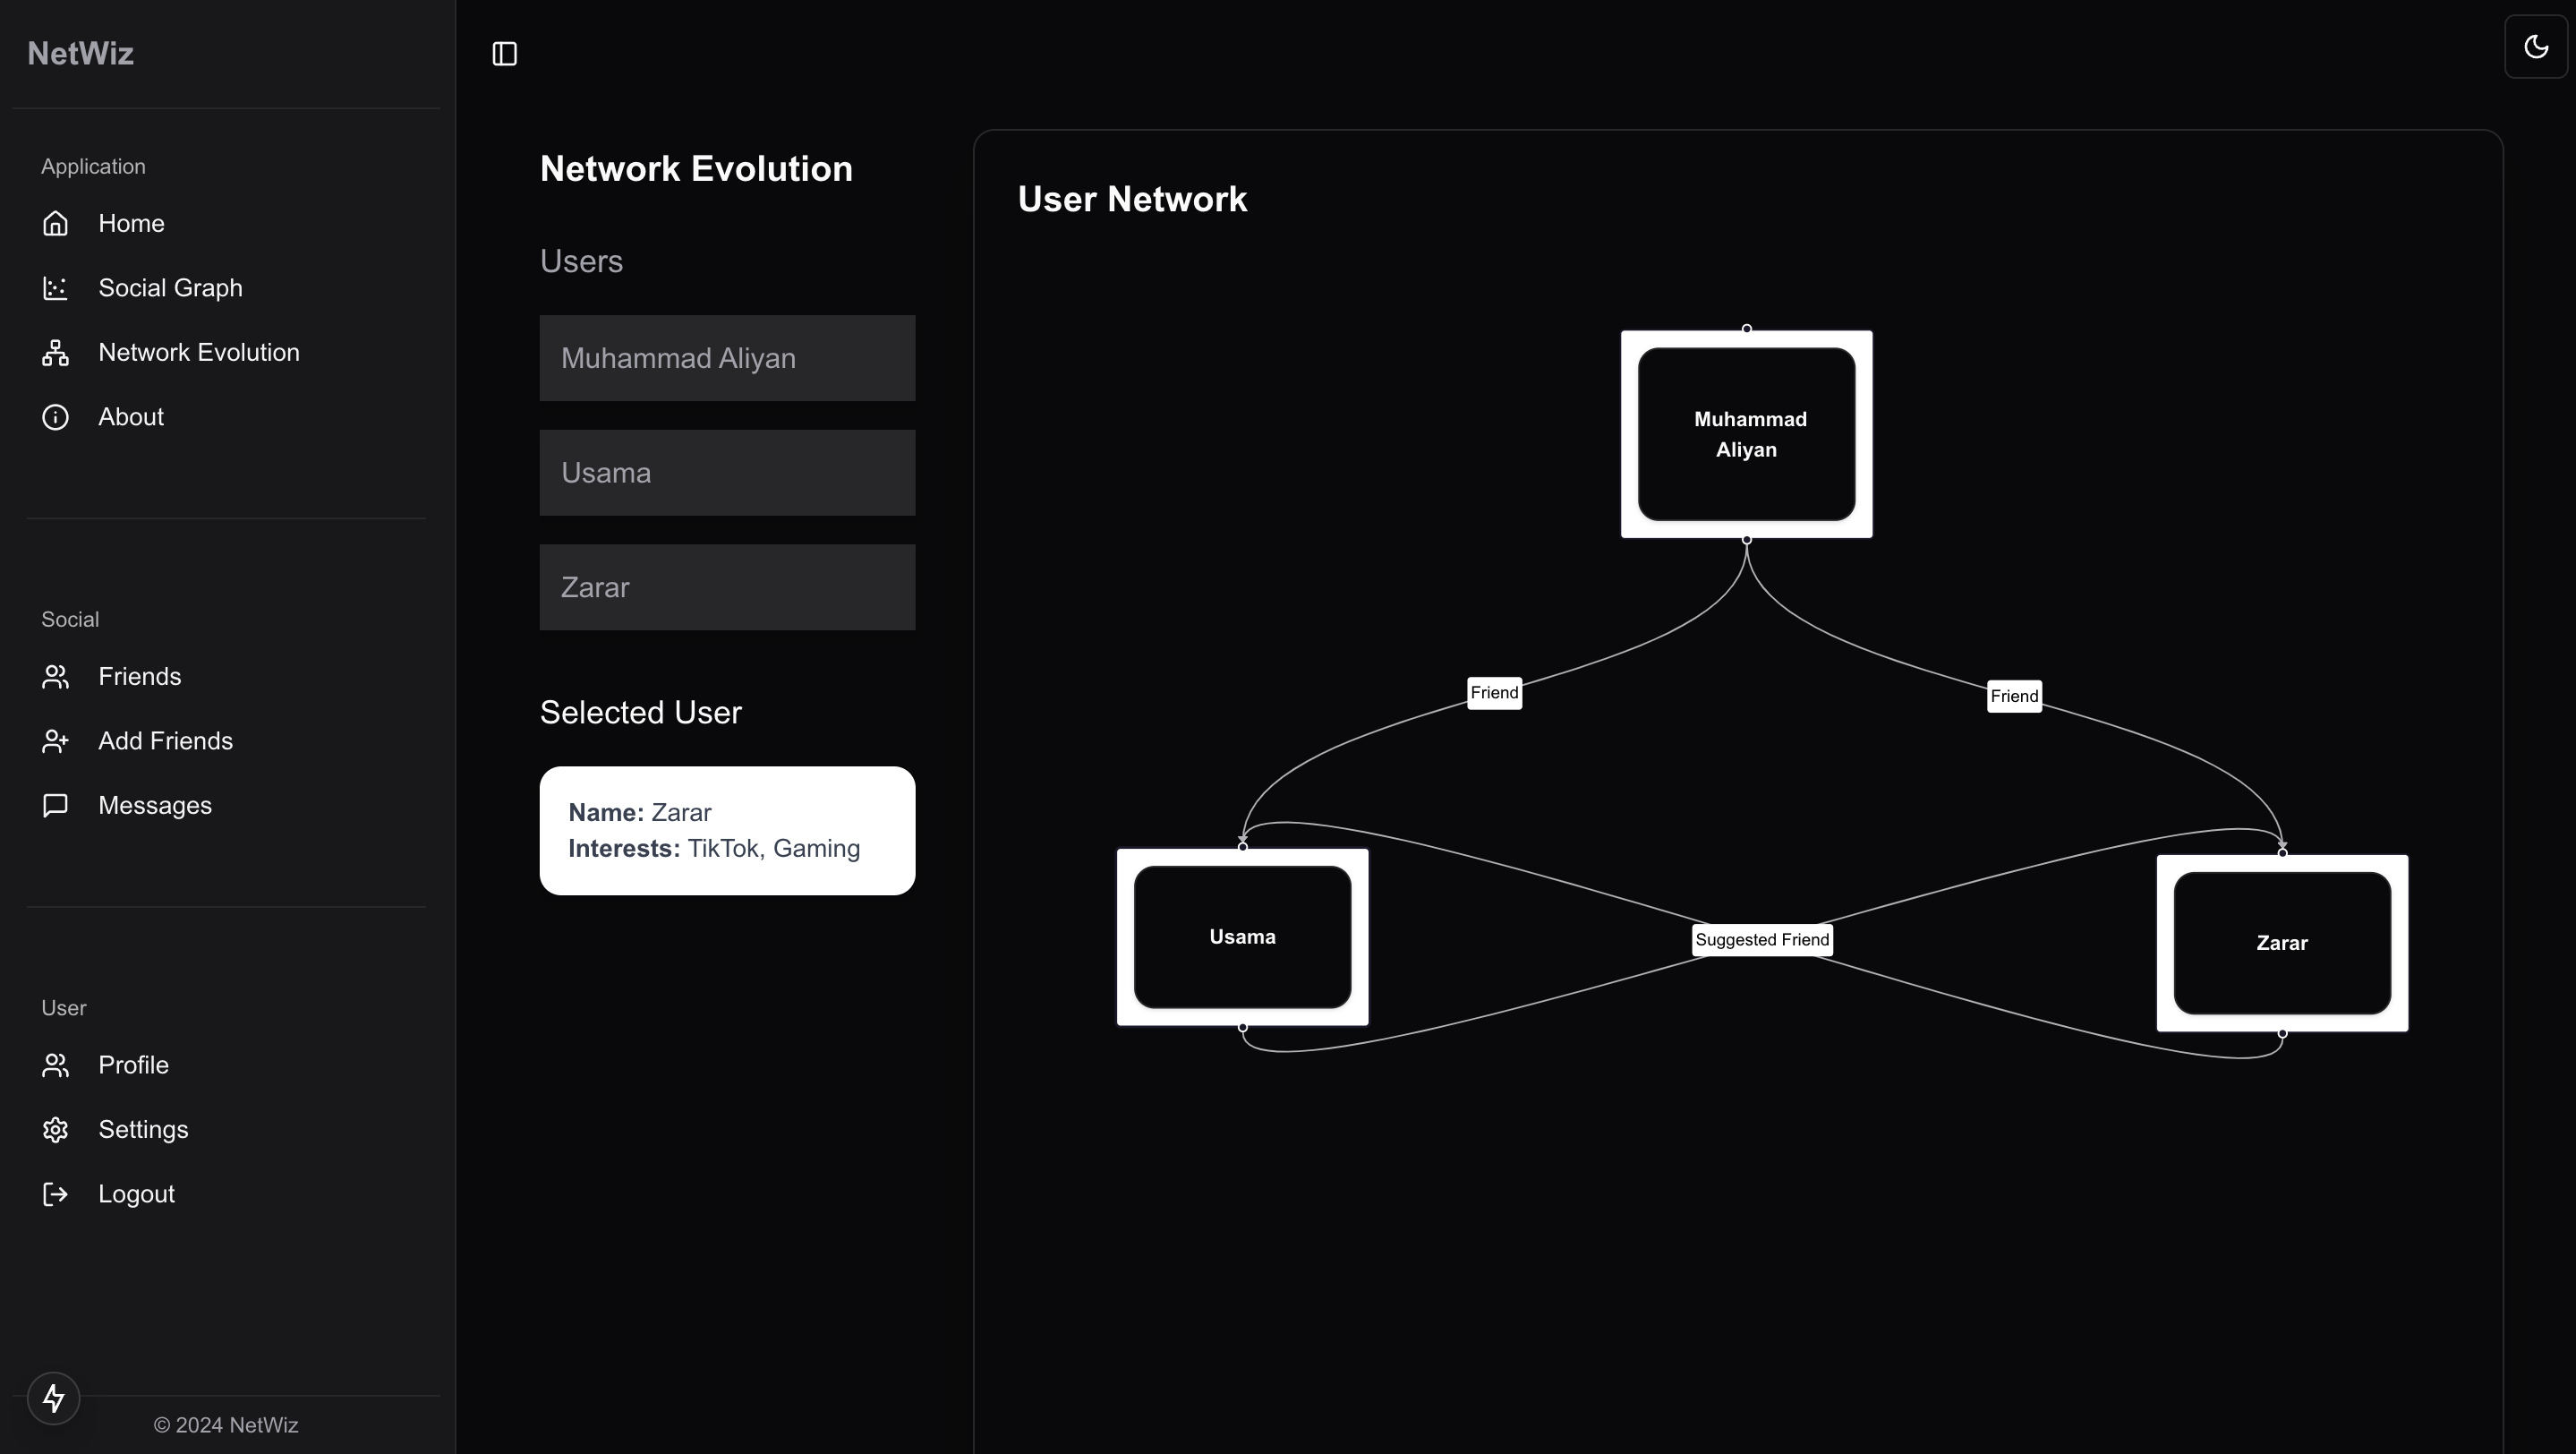 NetWiz
Application
Home
Social Graph
Network Evolution
About
Social
Friends
Add Friends
Messages
User
Profile
Settings
Logout
© 2024 NetWiz
Network Evolution
Users
Muhammad Aliyan
Usama
Zarar
Selected User
Name: Zarar
Interests: TikTok, Gaming
User Network
Muhammad
Aliyan
Friend
Friend
Usama
Suggested Friend
Zarar